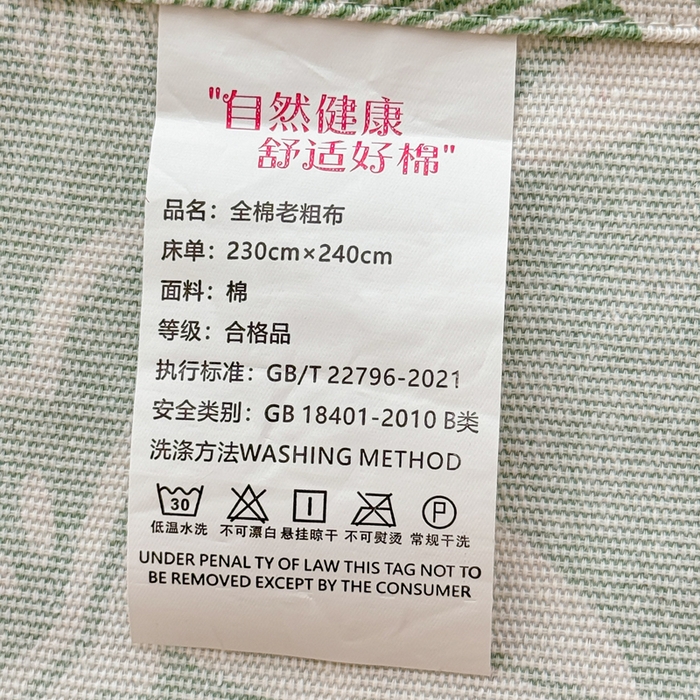 "自然健康
舒适好棉"
品名：全棉老粗布
床单：230cm×240cm
面料：棉
等级：合格品
执行标准：GB/T 22796-2021
安全类别：GB 18401-2010 B类
洗涤方法WASHING METHOD
30 P
低温水洗 不可漂白 悬挂晾干 不可熨烫 常规干洗
UNDER PENAL TY OF LAW THIS TAG NOT TO
BE REMOVED EXCEPT BY THE CONSUMER